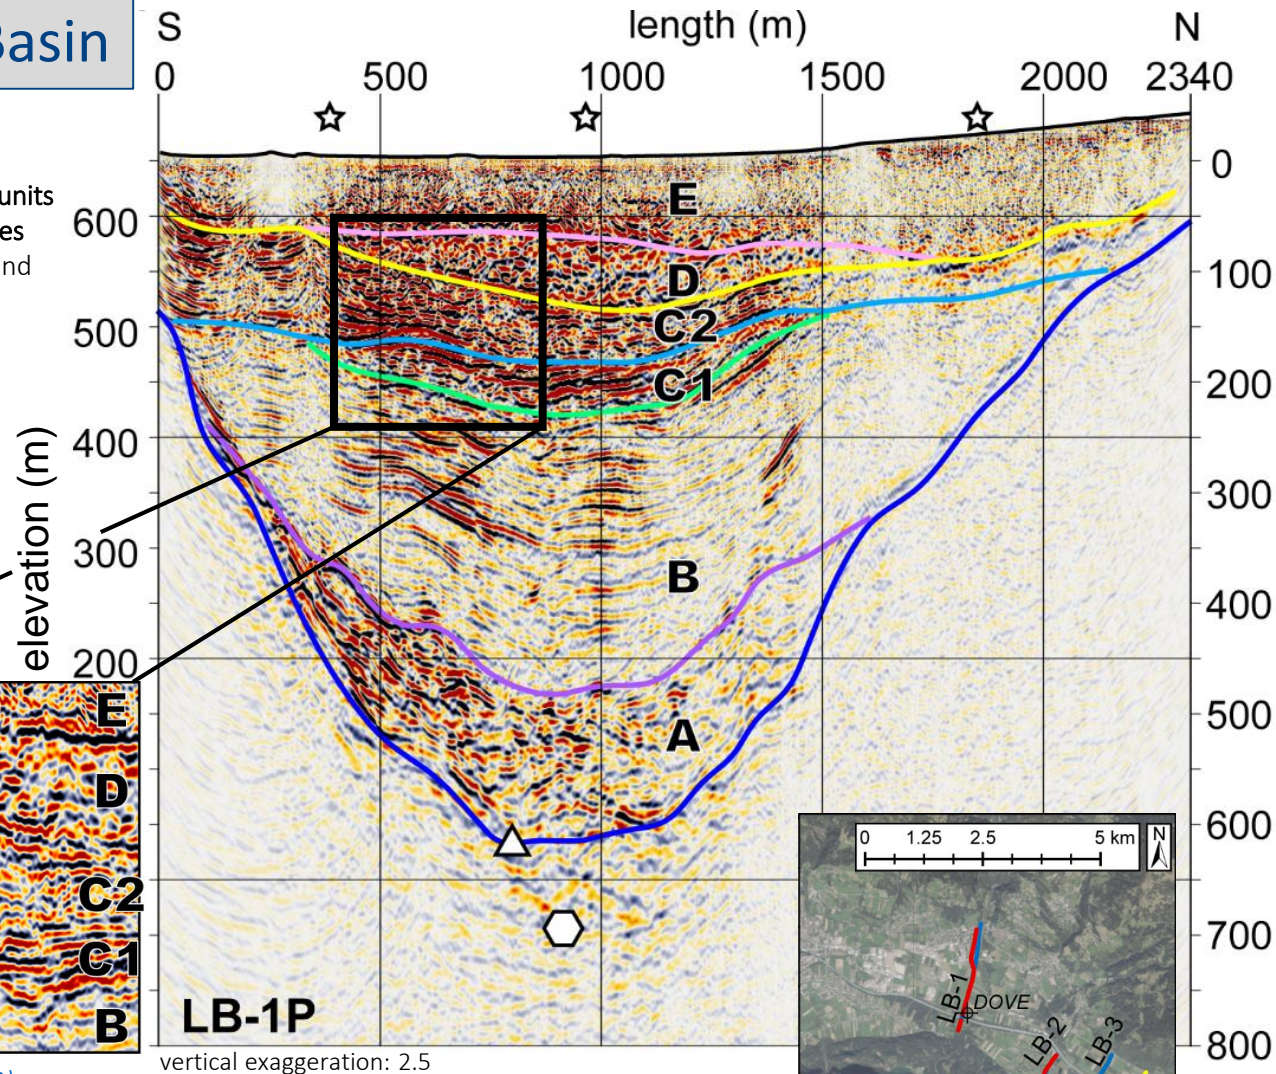 Basin
S
length (m)
N
0
500
1000
1500
2000
2340
units
es
nd
0
100
200
300
400
500
600
700
800
600
500
400
300
200
elevation (m)
E
D
C2
C1
B
A
E
D
C2
C1
B
LB-1P
vertical exaggeration: 2.5
0
1.25
2.5
5 km
N
LB-1
DOVE
LB-2
LB-3